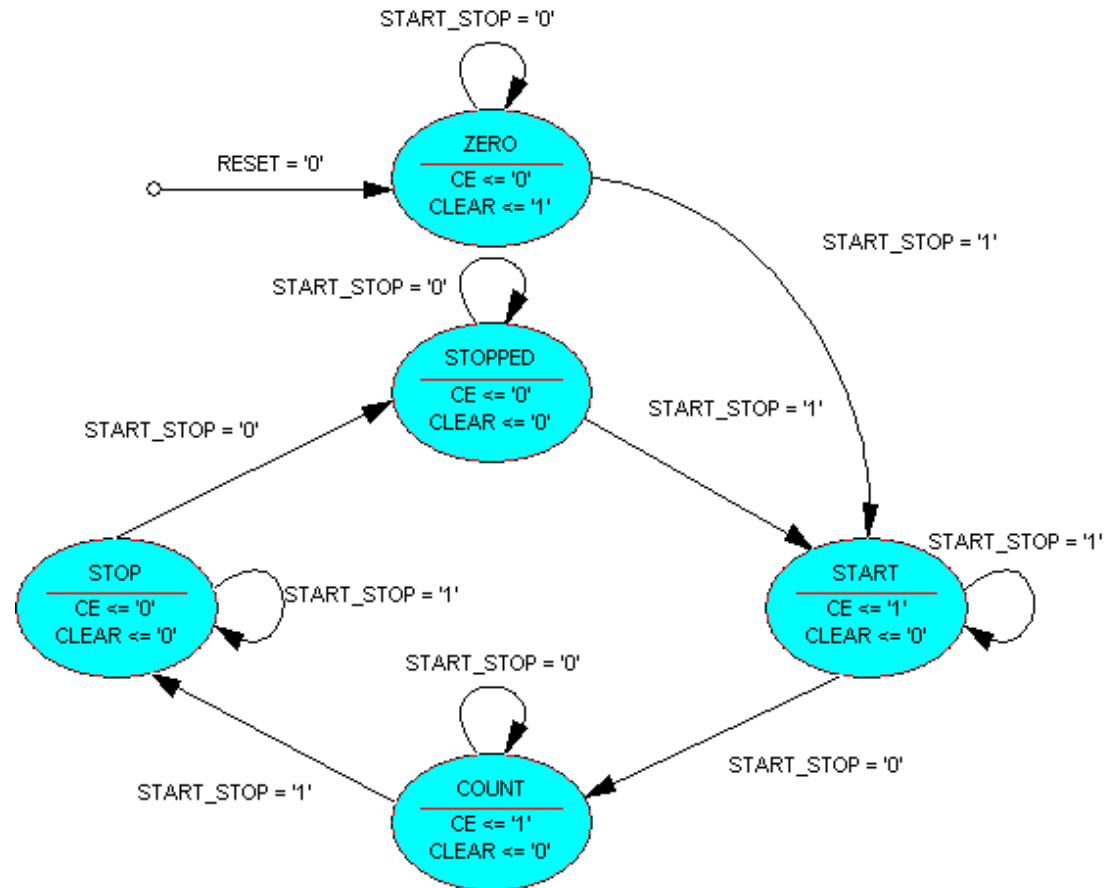 START_STOP = '0'
ZERO
CE <= '0'
CLEAR <= '1'
RESET = '0'
START_STOP = '1'
START_STOP = '0'
STOPPED
CE <= '0'
CLEAR <= '0'
START_STOP = '1'
START_STOP = '0'
STOP
CE <= '0'
CLEAR <= '0'
START_STOP = '1'
START
CE <= '1'
CLEAR <= '0'
START_STOP = '1'
START_STOP = '0'
COUNT
CE <= '1'
CLEAR <= '0'
START_STOP = '0'
START_STOP = '1'